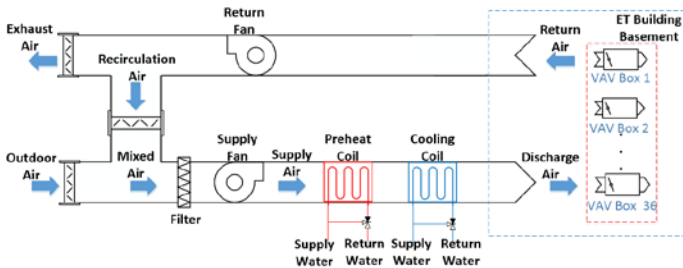 Exhaust
Air
Return
Fan
Return
Air
ET Building
Basement
VAV Box 1
Recirculation
Air
VAV Box 2
Outdoor
Air
Mixed
Air
Filter
Supply
Fan
Supply
Air
Preheat
Coil
Cooling
Coil
Discharge
Air
VAV Box 36
Supply
Water
Return
Water
Supply
Water
Return
Water